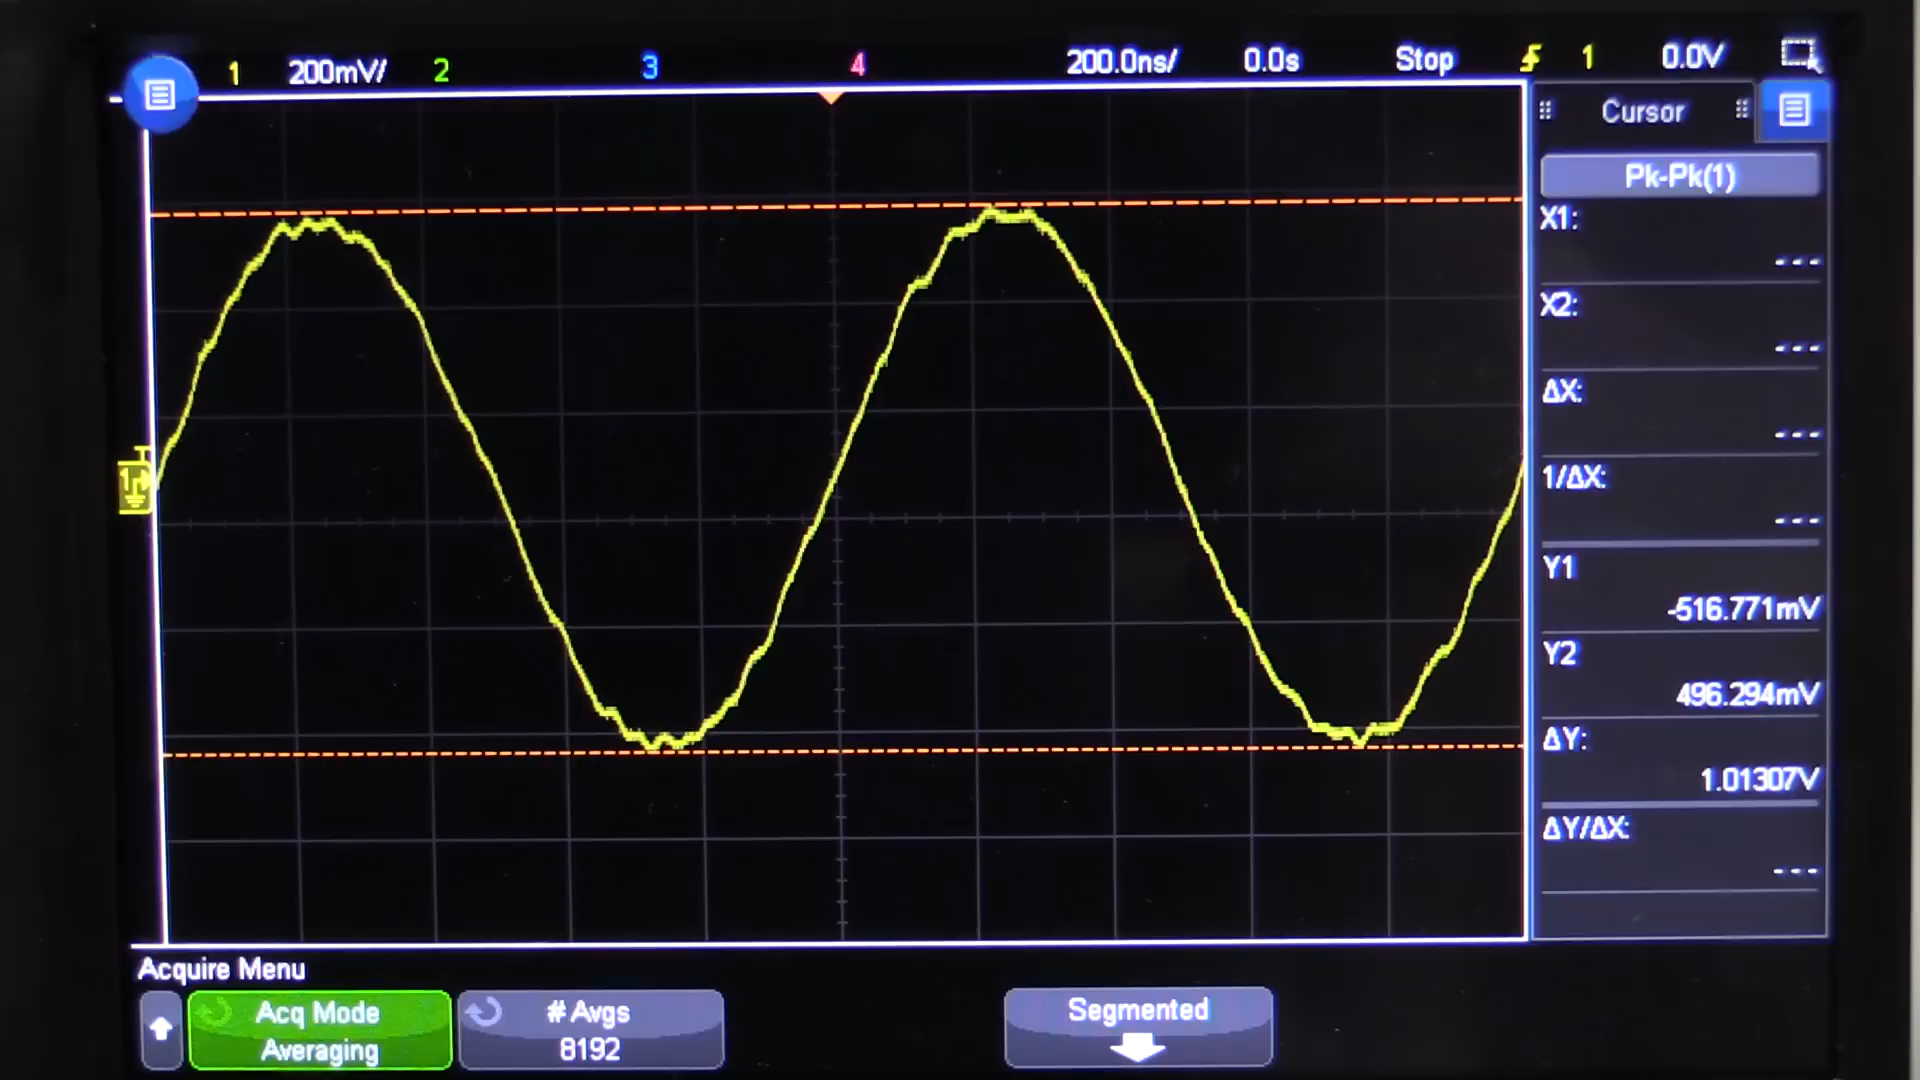 1 200mV/ 2 3 4 200.0ns/ 0.0s Stop 1 0.0V
Cursor
Pk-Pk(1)
X1:
---
X2:
---
ΔX:
---
1/ΔX:
---
Y1
-516.771mV
Y2
496.294mV
ΔY:
1.01307V
ΔY/ΔX:
---
T
1
Acquire Menu
Acq Mode
Averaging
# Avgs
8192
Segmented